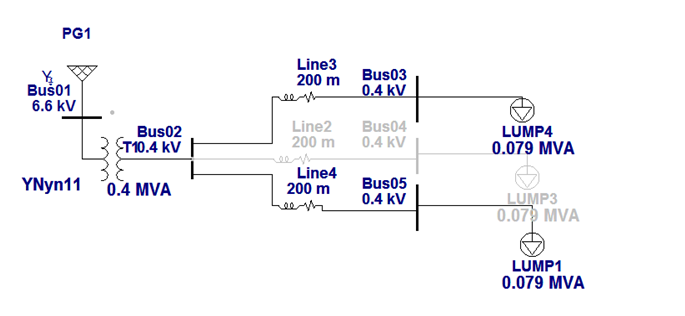 PG1
Bus01
6.6 kV
Line3
200 m
Bus03
0.4 kV
LUMP4
0.079 MVA
Bus02
T1
0.4 kV
Line2
200 m
Bus04
0.4 kV
YNyn11
0.4 MVA
Line4
200 m
Bus05
0.4 kV
LUMP3
0.079 MVA
LUMP1
0.079 MVA